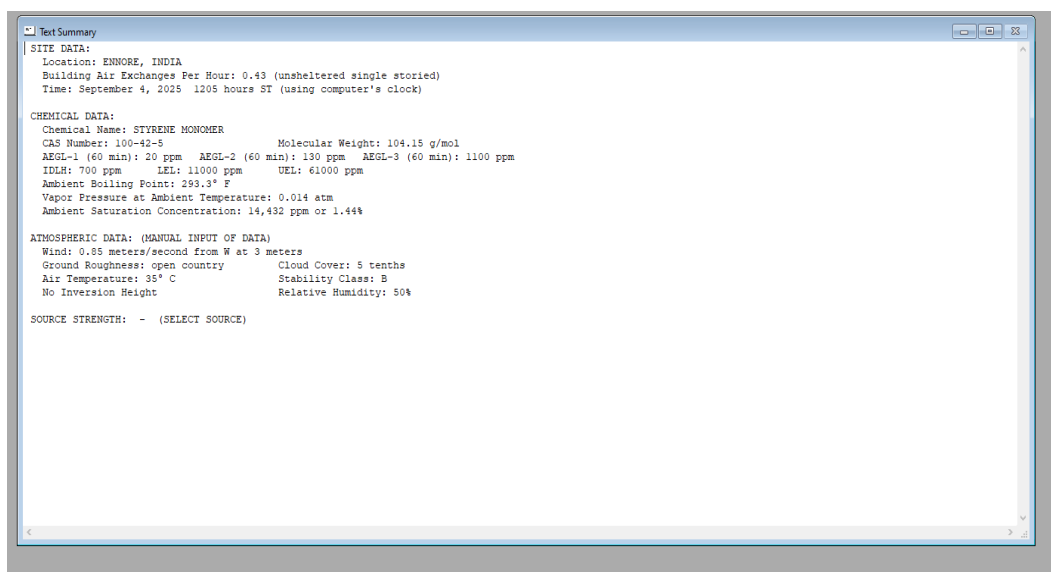 Text Summary
SITE DATA:
Location: ENNORE, INDIA
Building Air Exchanges Per Hour: 0.43 (unsheltered single storied)
Time: September 4, 2025  1205 hours ST (using computer's clock)
CHEMICAL DATA:
Chemical Name: STYRENE MONOMER
CAS Number: 100-42-5    Molecular Weight: 104.15 g/mol
AEGL-1 (60 min): 20 ppm   AEGL-2 (60 min): 130 ppm   AEGL-3 (60 min): 1100 ppm
IDLH: 700 ppm    LEL: 11000 ppm    UEL: 61000 ppm
Ambient Boiling Point: 293.3° F
Vapor Pressure at Ambient Temperature: 0.014 atm
Ambient Saturation Concentration: 14,432 ppm or 1.44%
ATMOSPHERIC DATA: (MANUAL INPUT OF DATA)
Wind: 0.85 meters/second from W at 3 meters
Ground Roughness: open country    Cloud Cover: 5 tenths
Air Temperature: 35° C    Stability Class: B
No Inversion Height    Relative Humidity: 50%
SOURCE STRENGTH:  -  (SELECT SOURCE)